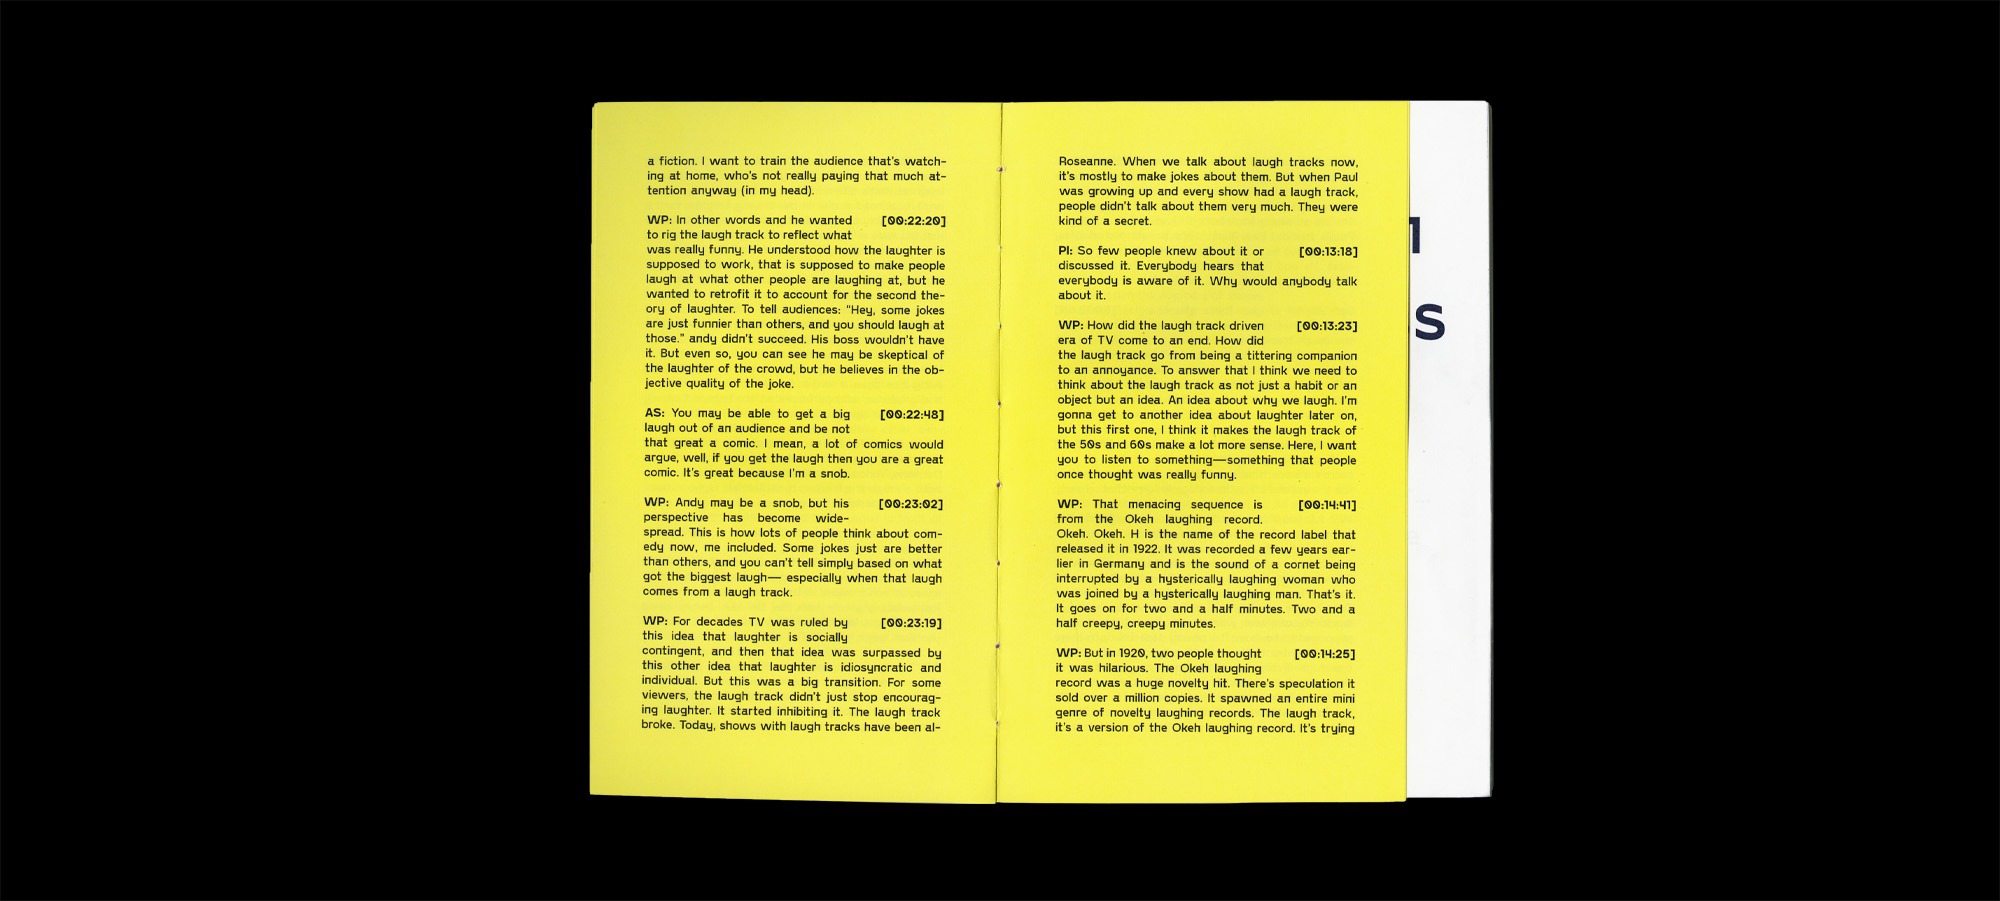 a fiction. I want to train the audience that's watch-
ing at home, who's not really paying that much at-
tention anyway (in my head).
WP: In other words and he wanted [00:22:20]
to rig the laugh track to reflect what
was really funny. He understood how the laughter is
supposed to work, that is supposed to make people
laugh at what other people are laughing at, but he
wanted to retrofit it to account for the second the-
ory of laughter. To tell audiences: "Hey, some jokes
are just funnier than others, and you should laugh at
those." andy didn't succeed. His boss wouldn't have
it. But even so, you can see he may be skeptical of
the laughter of the crowd, but he believes in the ob-
jective quality of the joke.
AS: You may be able to get a big [00:22:48]
laugh out of an audience and be not
that great a comic. I mean, a lot of comics would
argue, well, if you get the laugh then you are a great
comic. It's great because I'm a snob.
WP: Andy may be a snob, but his [00:23:02]
perspective has become wide-
spread. This is how lots of people think about com-
edy now, me included. Some jokes just are better
than others, and you can't tell simply based on what
got the biggest laugh— especially when that laugh
comes from a laugh track.
WP: For decades TV was ruled by [00:23:19]
this idea that laughter is socially
contingent, and then that idea was surpassed by
this other idea that laughter is idiosyncratic and
individual. But this was a big transition. For some
viewers, the laugh track didn't just stop encourag-
ing laughter. It started inhibiting it. The laugh track
broke. Today, shows with laugh tracks have been al-
Roseanne. When we talk about laugh tracks now,
it's mostly to make jokes about them. But when Paul
was growing up and every show had a laugh track,
people didn't talk about them very much. They were
kind of a secret.
PI: So few people knew about it or [00:13:18]
discussed it. Everybody hears that
everybody is aware of it. Why would anybody talk
about it.
WP: How did the laugh track driven [00:13:23]
era of TV come to an end. How did
the laugh track go from being a tittering companion
to an annoyance. To answer that I think we need to
think about the laugh track as not just a habit or an
object but an idea. An idea about why we laugh. I'm
gonna get to another idea about laughter later on,
but this first one, I think it makes the laugh track of
the 50s and 60s make a lot more sense. Here, I want
you to listen to something—something that people
once thought was really funny.
WP: That menacing sequence is [00:14:41]
from the Okeh laughing record.
Okeh. Okeh. H is the name of the record label that
released it in 1922. It was recorded a few years ear-
lier in Germany and is the sound of a cornet being
interrupted by a hysterically laughing woman who
was joined by a hysterically laughing man. That's it.
It goes on for two and a half minutes. Two and a
half creepy, creepy minutes.
WP: But in 1920, two people thought [00:14:25]
it was hilarious. The Okeh laughing
record was a huge novelty hit. There's speculation it
sold over a million copies. It spawned an entire mini
genre of novelty laughing records. The laugh track,
it's a version of the Okeh laughing record. It's trying
s